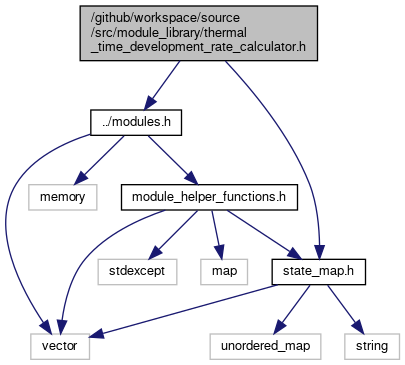 /github/workspace/source
/src/module_library/thermal
_time_development_rate_calculator.h
../modules.h
memory
module_helper_functions.h
stdexcept
map
state_map.h
vector
unordered_map
string